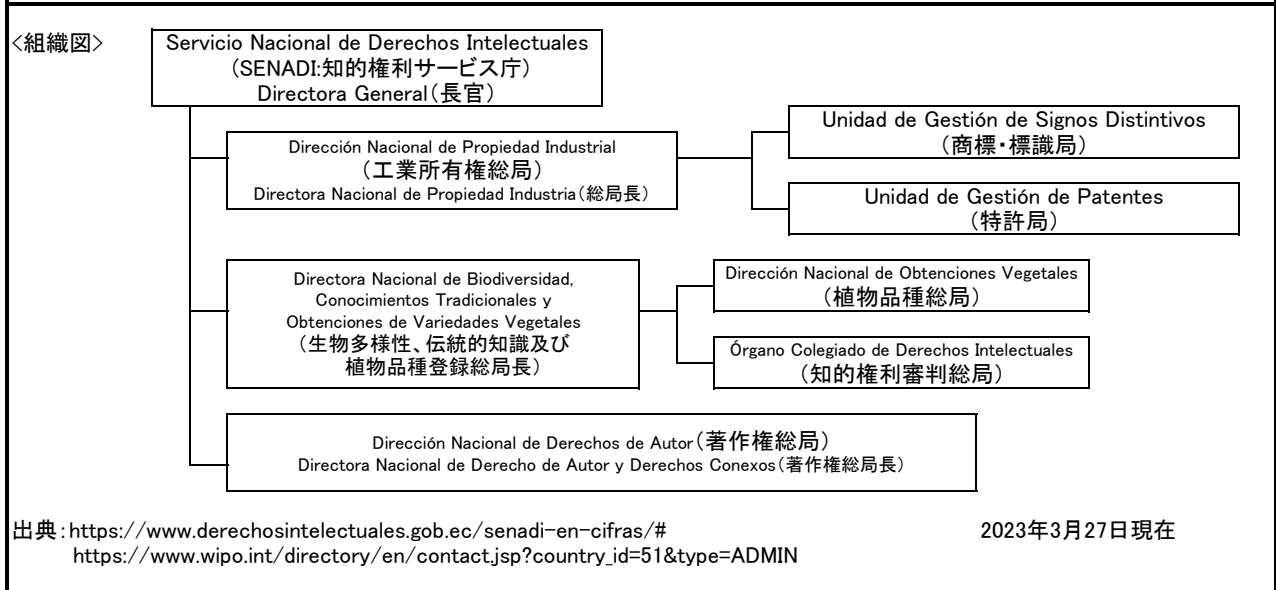 <組織図>
Servicio Nacional de Derechos Intelectuales
(SENADI:知的権利サービス庁)
Directora General(長官)
Dirección Nacional de Propiedad Industrial
(工業所有権総局)
Directora Nacional de Propiedad Industria(総局長)
Unidad de Gestión de Signos Distintivos
(商標・標識局)
Unidad de Gestión de Patentes
(特許局)
Directora Nacional de Biodiversidad,
Conocimientos Tradicionales y
Obtenciones de Variedades Vegetales
(生物多様性、伝統的知識及び
植物品種登録総局長)
Dirección Nacional de Obtenciones Vegetales
(植物品種総局)
Órgano Colegiado de Derechos Intelectuales
(知的権利審判総局)
Dirección Nacional de Derechos de Autor(著作権総局)
Directora Nacional de Derecho de Autor y Derechos Conexos(著作権総局長)
出典:https://www.derechosintelectuales.gob.ec/senadi-en-cifras/# 2023年3月27日現在
https://www.wipo.int/directory/en/contact.jsp?country_id=51&type=ADMIN